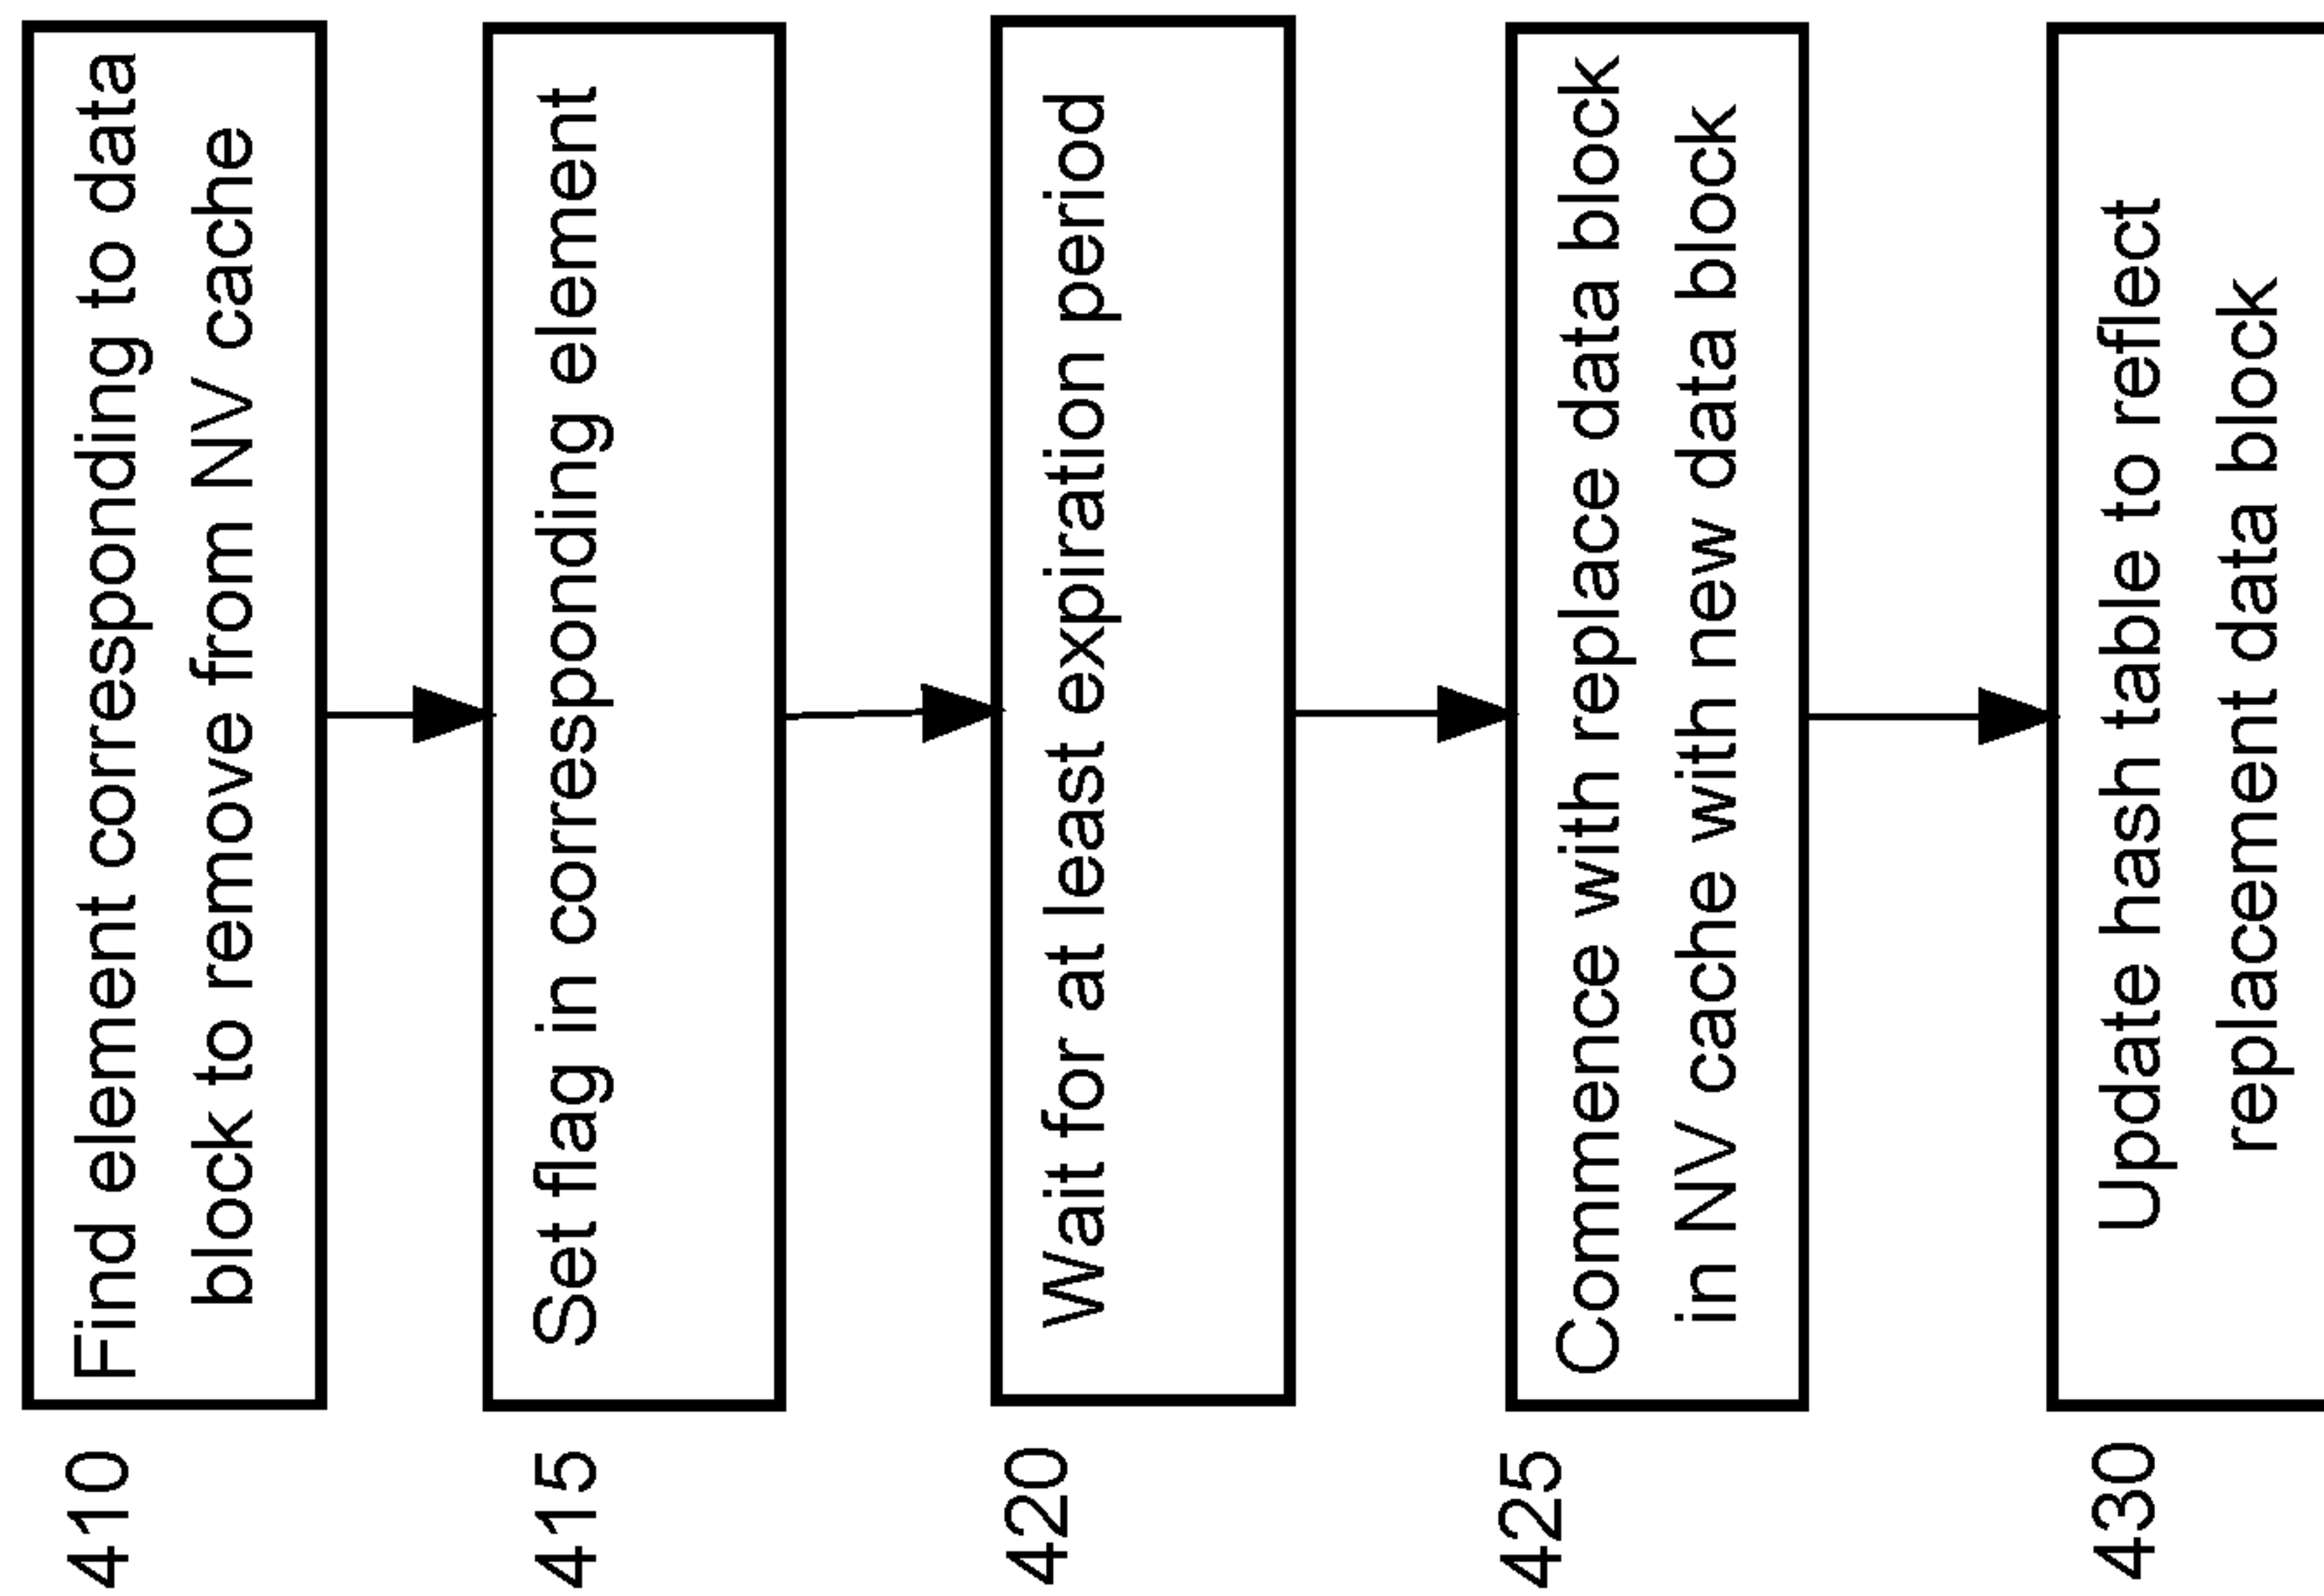 410
Find element corresponding to data
block to remove from NV cache
415
Set flag in corresponding element
420
Wait for at least expiration period
425
Commence with replace data block
in NV cache with new data block
430
Update hash table to reflect
replacement data block